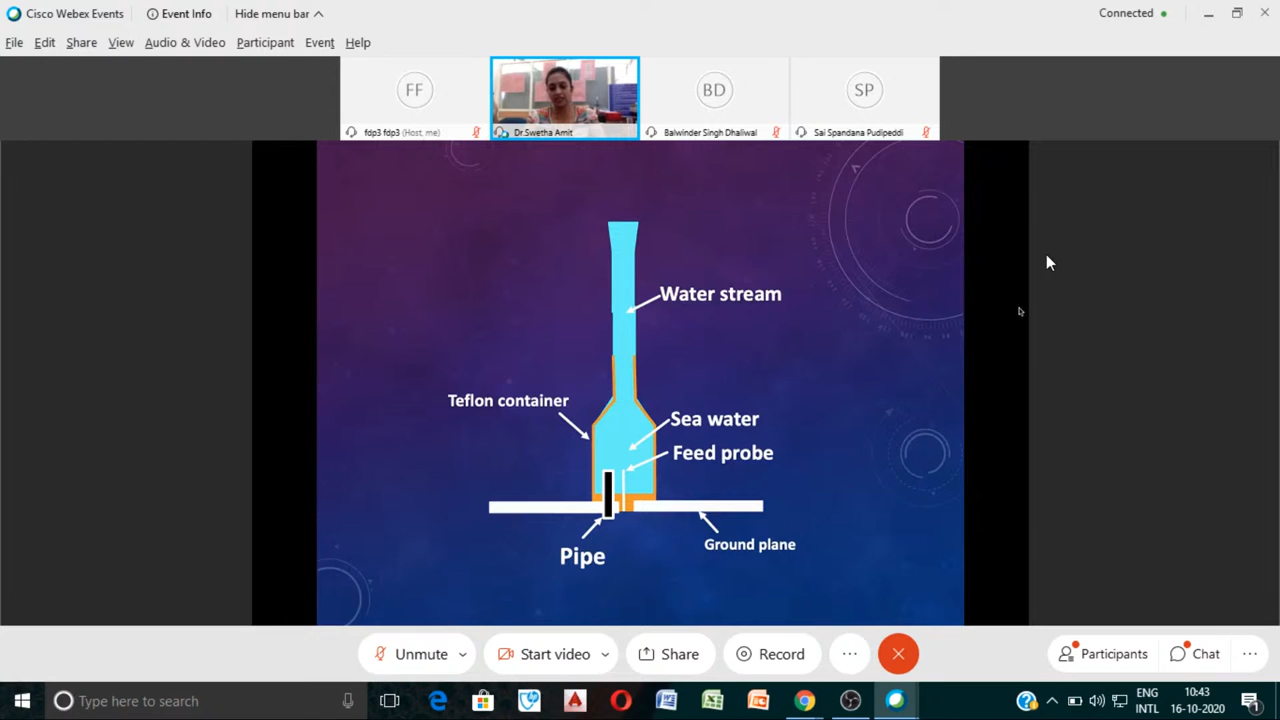 Cisco Webex Events
Event Info
Hide menu bar
Connected
File Edit Share View Audio & Video Participant Event Help
FF
BD
SP
fdp3 fdp3 (Host, me)
Dr.Swetha Amit
Balwinder Singh Dhaliwal
Sai Spandana Pudipeddi
Water stream
Teflon container
Sea water
Feed probe
Ground plane
Pipe
Unmute
Start video
Share
Record
Participants
Chat
Type here to search
ENG
INTL
10:43
16-10-2020
1